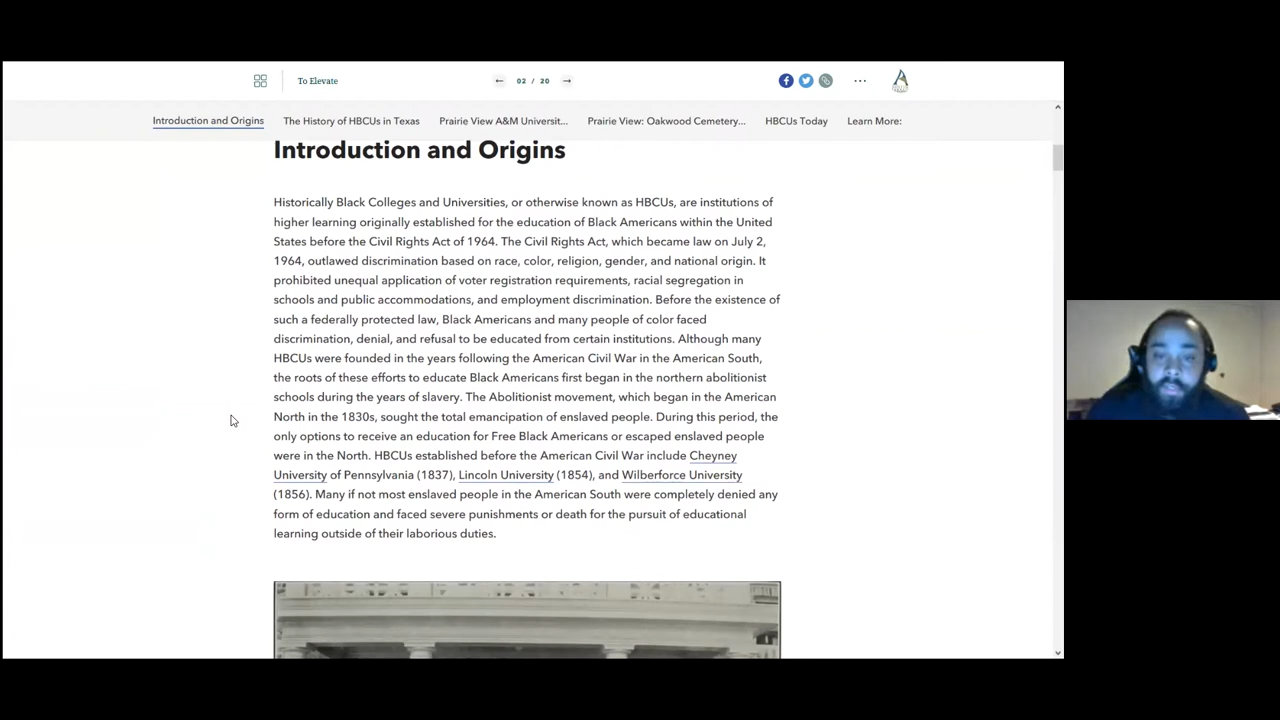 To Elevate
02 / 20
Introduction and Origins
The History of HBCUs in Texas
Prairie View A&M Universit...
Prairie View: Oakwood Cemetery...
HBCUs Today
Learn More:
Introduction and Origins
Historically Black Colleges and Universities, or otherwise known as HBCUs, are institutions of
higher learning originally established for the education of Black Americans within the United
States before the Civil Rights Act of 1964. The Civil Rights Act, which became law on July 2,
1964, outlawed discrimination based on race, color, religion, gender, and national origin. It
prohibited unequal application of voter registration requirements, racial segregation in
schools and public accommodations, and employment discrimination. Before the existence of
such a federally protected law, Black Americans and many people of color faced
discrimination, denial, and refusal to be educated from certain institutions. Although many
HBCUs were founded in the years following the American Civil War in the American South,
the roots of these efforts to educate Black Americans first began in the northern abolitionist
schools during the years of slavery. The Abolitionist movement, which began in the American
North in the 1830s, sought the total emancipation of enslaved people. During this period, the
only options to receive an education for Free Black Americans or escaped enslaved people
were in the North. HBCUs established before the American Civil War include Cheyney
University of Pennsylvania (1837), Lincoln University (1854), and Wilberforce University
(1856). Many if not most enslaved people in the American South were completely denied any
form of education and faced severe punishments or death for the pursuit of educational
learning outside of their laborious duties.